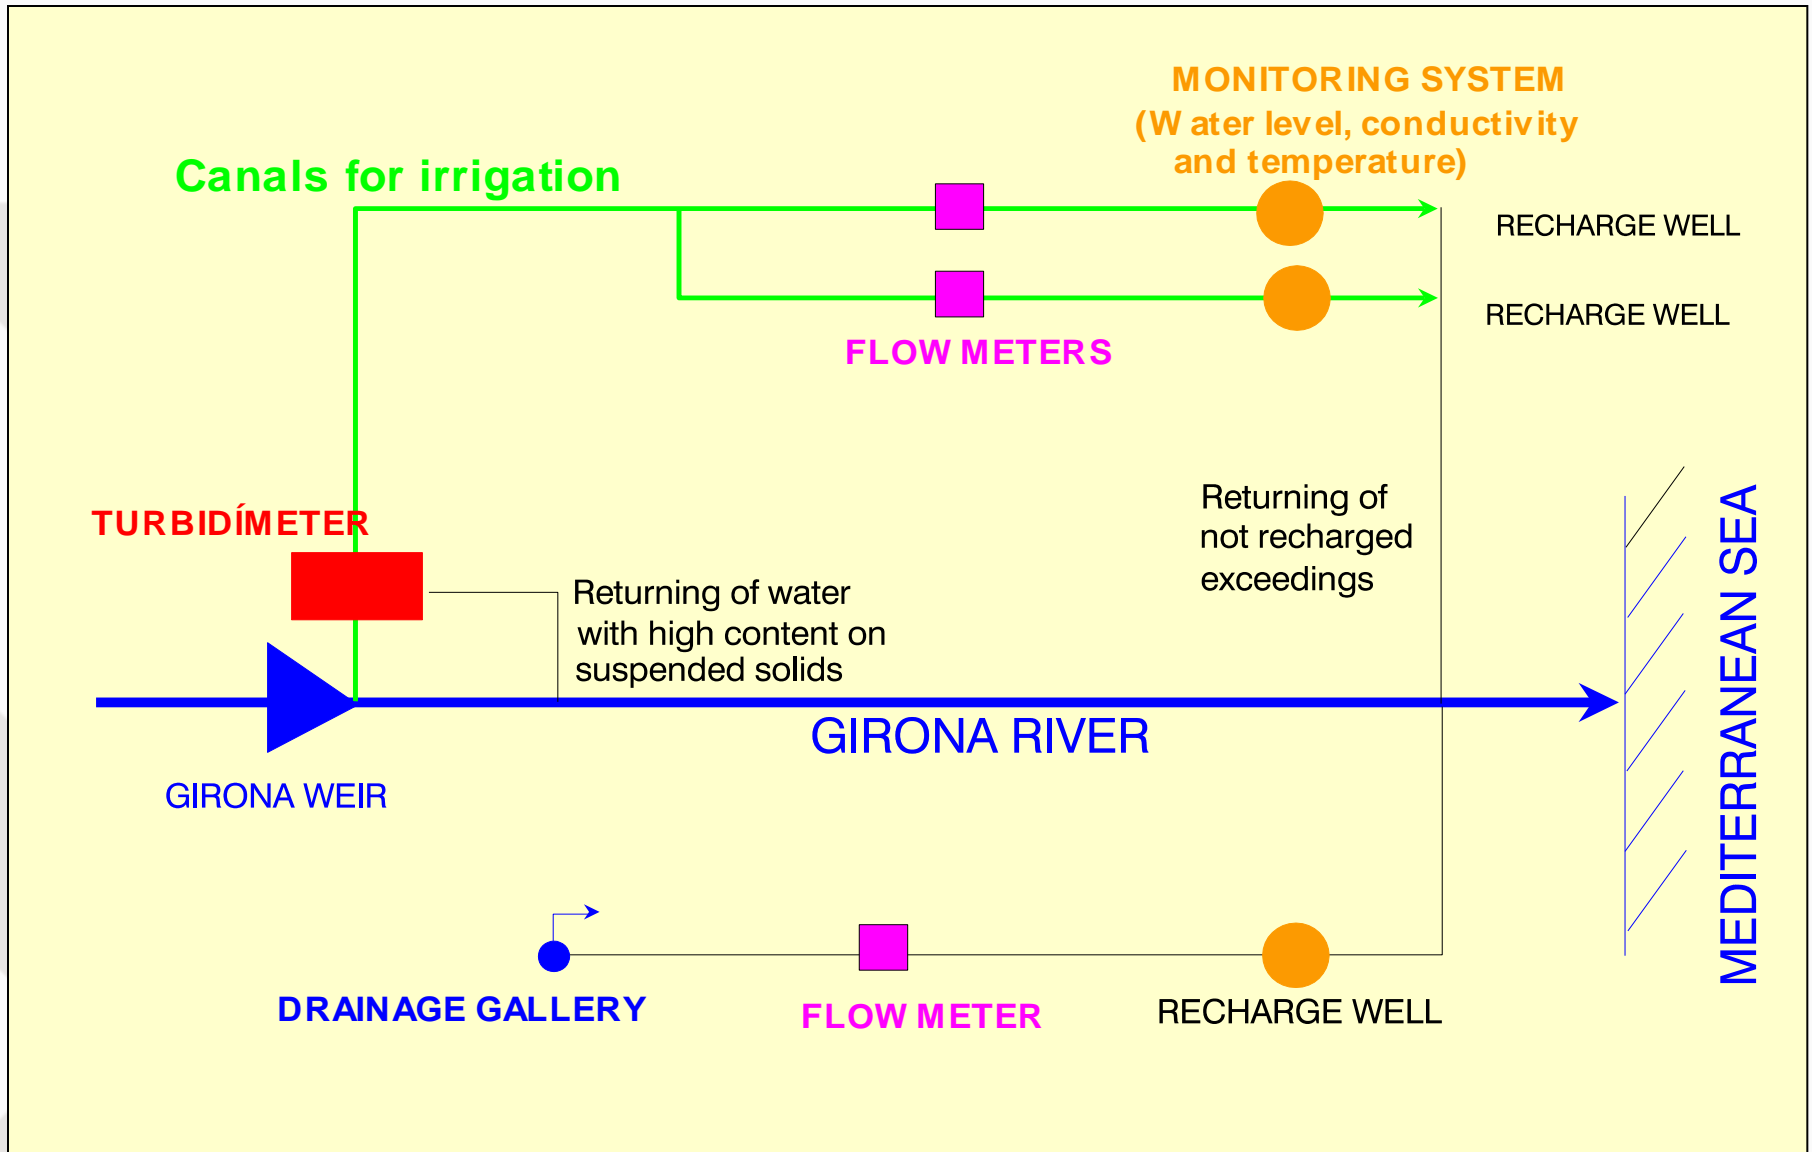 MONITORING SYSTEM
(Water level, conductivity
and temperature)
Canals for irrigation
RECHARGE WELL
RECHARGE WELL
FLOW METERS
TURBIDÍMETER
Returning of
not recharged
exceedings
Returning of water
with high content on
suspended solids
GIRONA RIVER
GIRONA WEIR
MEDITERRANEAN SEA
DRAINAGE GALLERY
FLOW METER
RECHARGE WELL